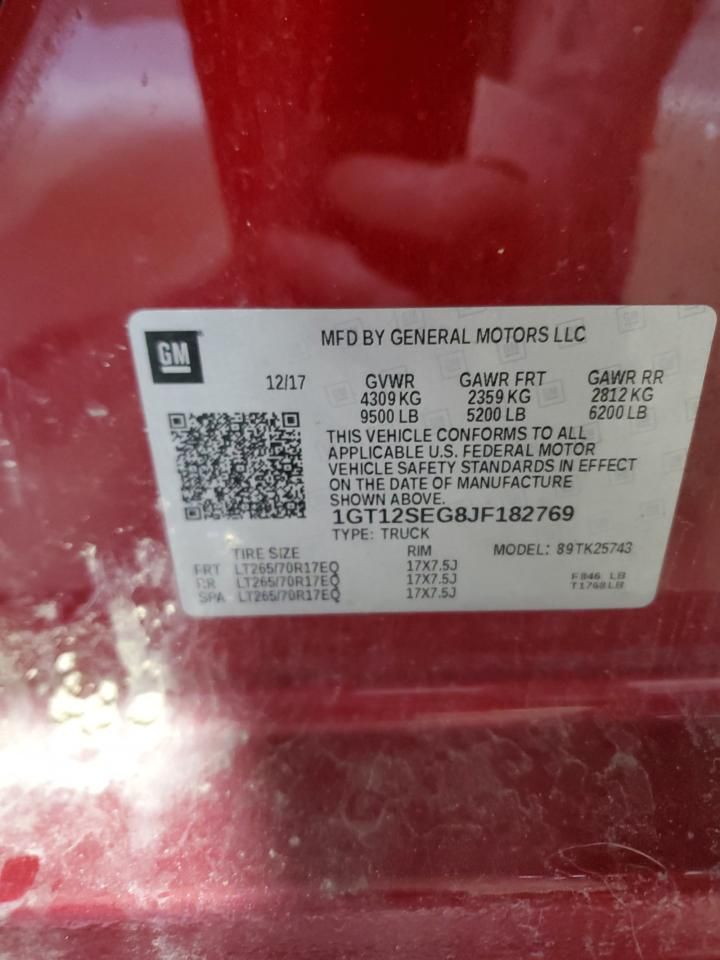 GM
MFD BY GENERAL MOTORS LLC
12/17 GVWR GAWR FRT GAWR RR
4309 KG 2359 KG 2812 KG
9500 LB 5200 LB 6200 LB
THIS VEHICLE CONFORMS TO ALL
APPLICABLE U.S. FEDERAL MOTOR
VEHICLE SAFETY STANDARDS IN EFFECT
ON THE DATE OF MANUFACTURE
SHOWN ABOVE.
1GT12SEG8JF182769
TYPE: TRUCK
TIRE SIZE RIM MODEL: 89TK25743
FRT LT265/70R17EQ 17X7.5J
RR LT265/70R17EQ 17X7.5J
SPA LT265/70R17EQ 17X7.5J
F846 LB
T1768LB